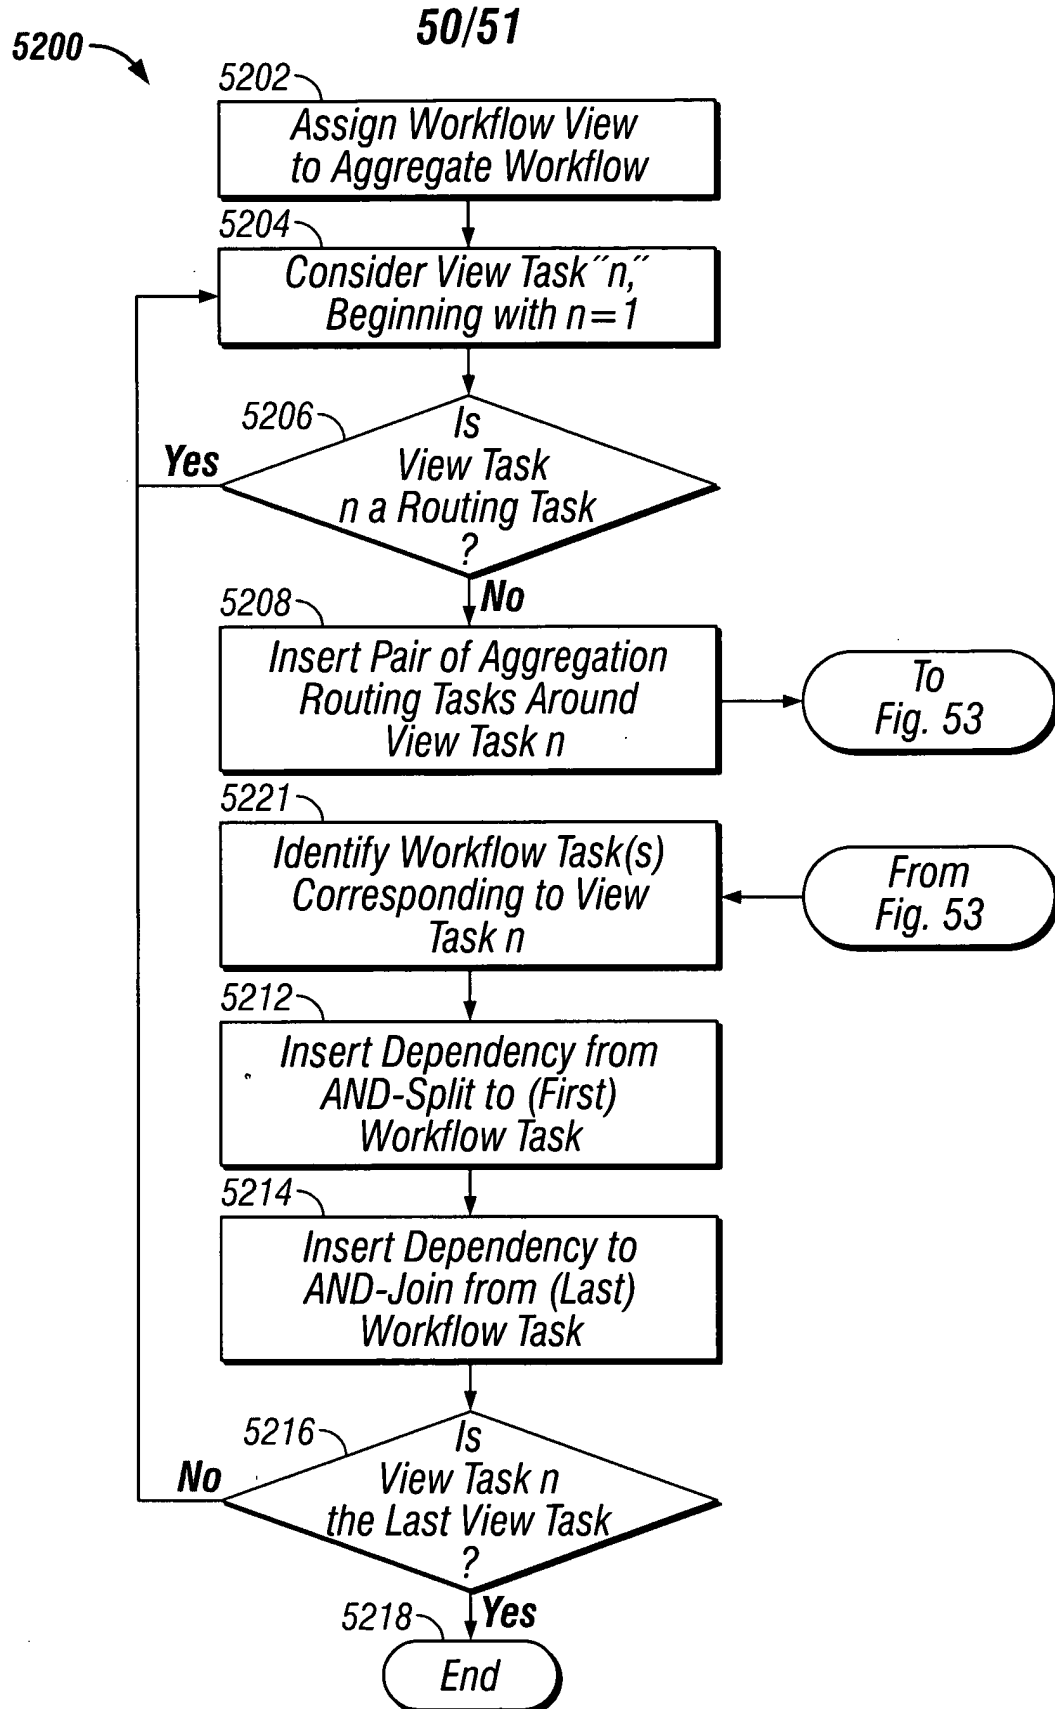 50/51
5200
5202
Assign Workflow View
to Aggregate Workflow
5204
Consider View Task "n,"
Beginning with n=1
5206
Is
View Task
n a Routing Task
?
Yes
No
5208
Insert Pair of Aggregation
Routing Tasks Around
View Task n
To
Fig. 53
5221
Identify Workflow Task(s)
Corresponding to View
Task n
From
Fig. 53
5212
Insert Dependency from
AND-Split to (First)
Workflow Task
5214
Insert Dependency to
AND-Join from (Last)
Workflow Task
5216
Is
View Task n
the Last View Task
?
No
Yes
5218
End